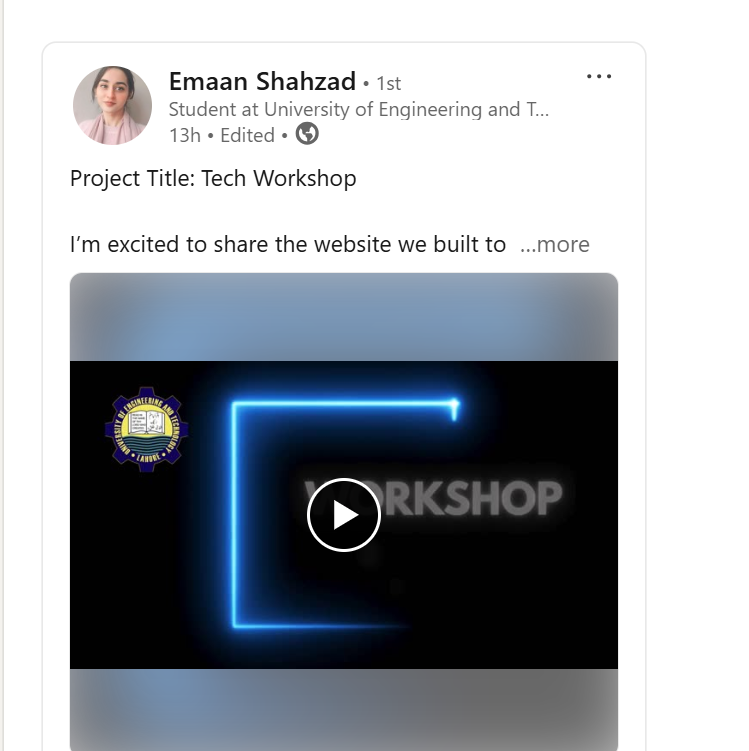 Emaan Shahzad • 1st
Student at University of Engineering and T...
13h • Edited •
Project Title: Tech Workshop
I’m excited to share the website we built to ...more
UNIVERSITY OF ENGINEERING AND TECHNOLOGY
• LAHORE •
WORKSHOP